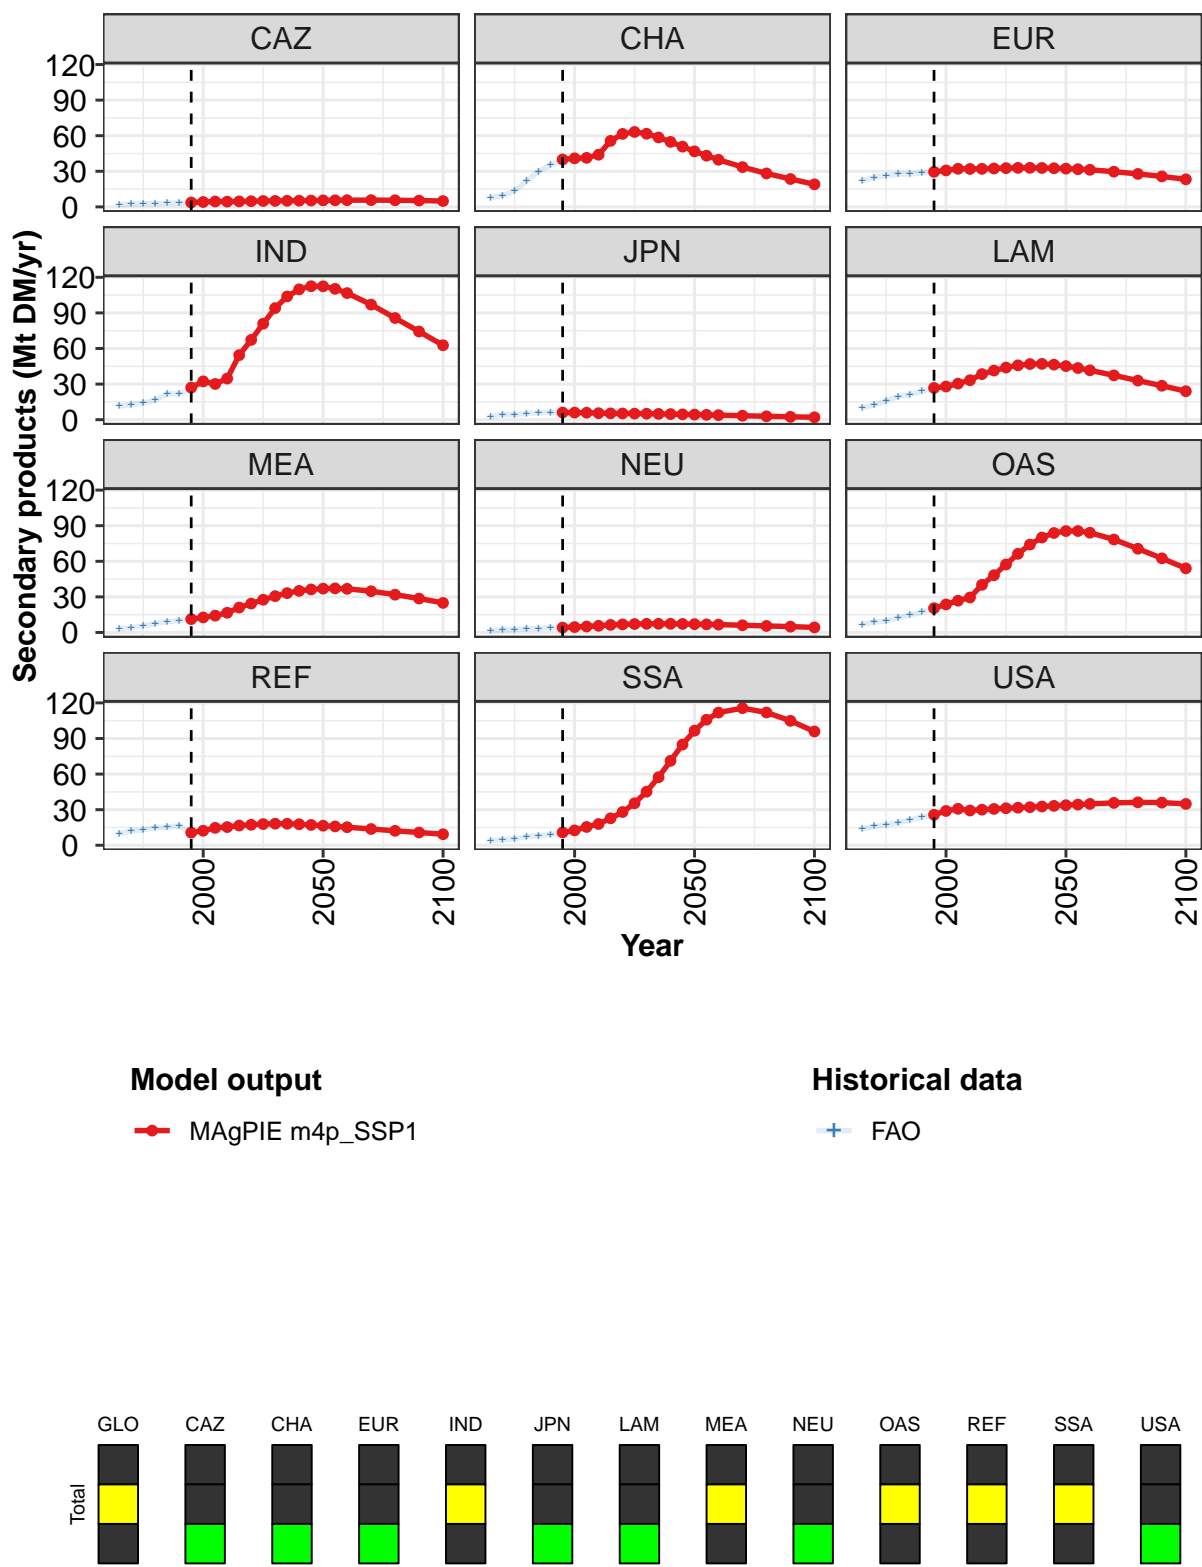 CAZ CHA EUR
120
90
60
30
0
IND JPN LAM
120
90
60
30
0
MEA NEU OAS
120
90
60
30
0
REF SSA USA
120
90
60
30
0
Secondary products (Mt DM/yr)
2000 2050 2100 2000 2050 2100 2000 2050 2100
Year
Model output Historical data
MAgPIE m4p_SSP1 FAO
GLO CAZ CHA EUR IND JPN LAM MEA NEU OAS REF SSA USA
Total